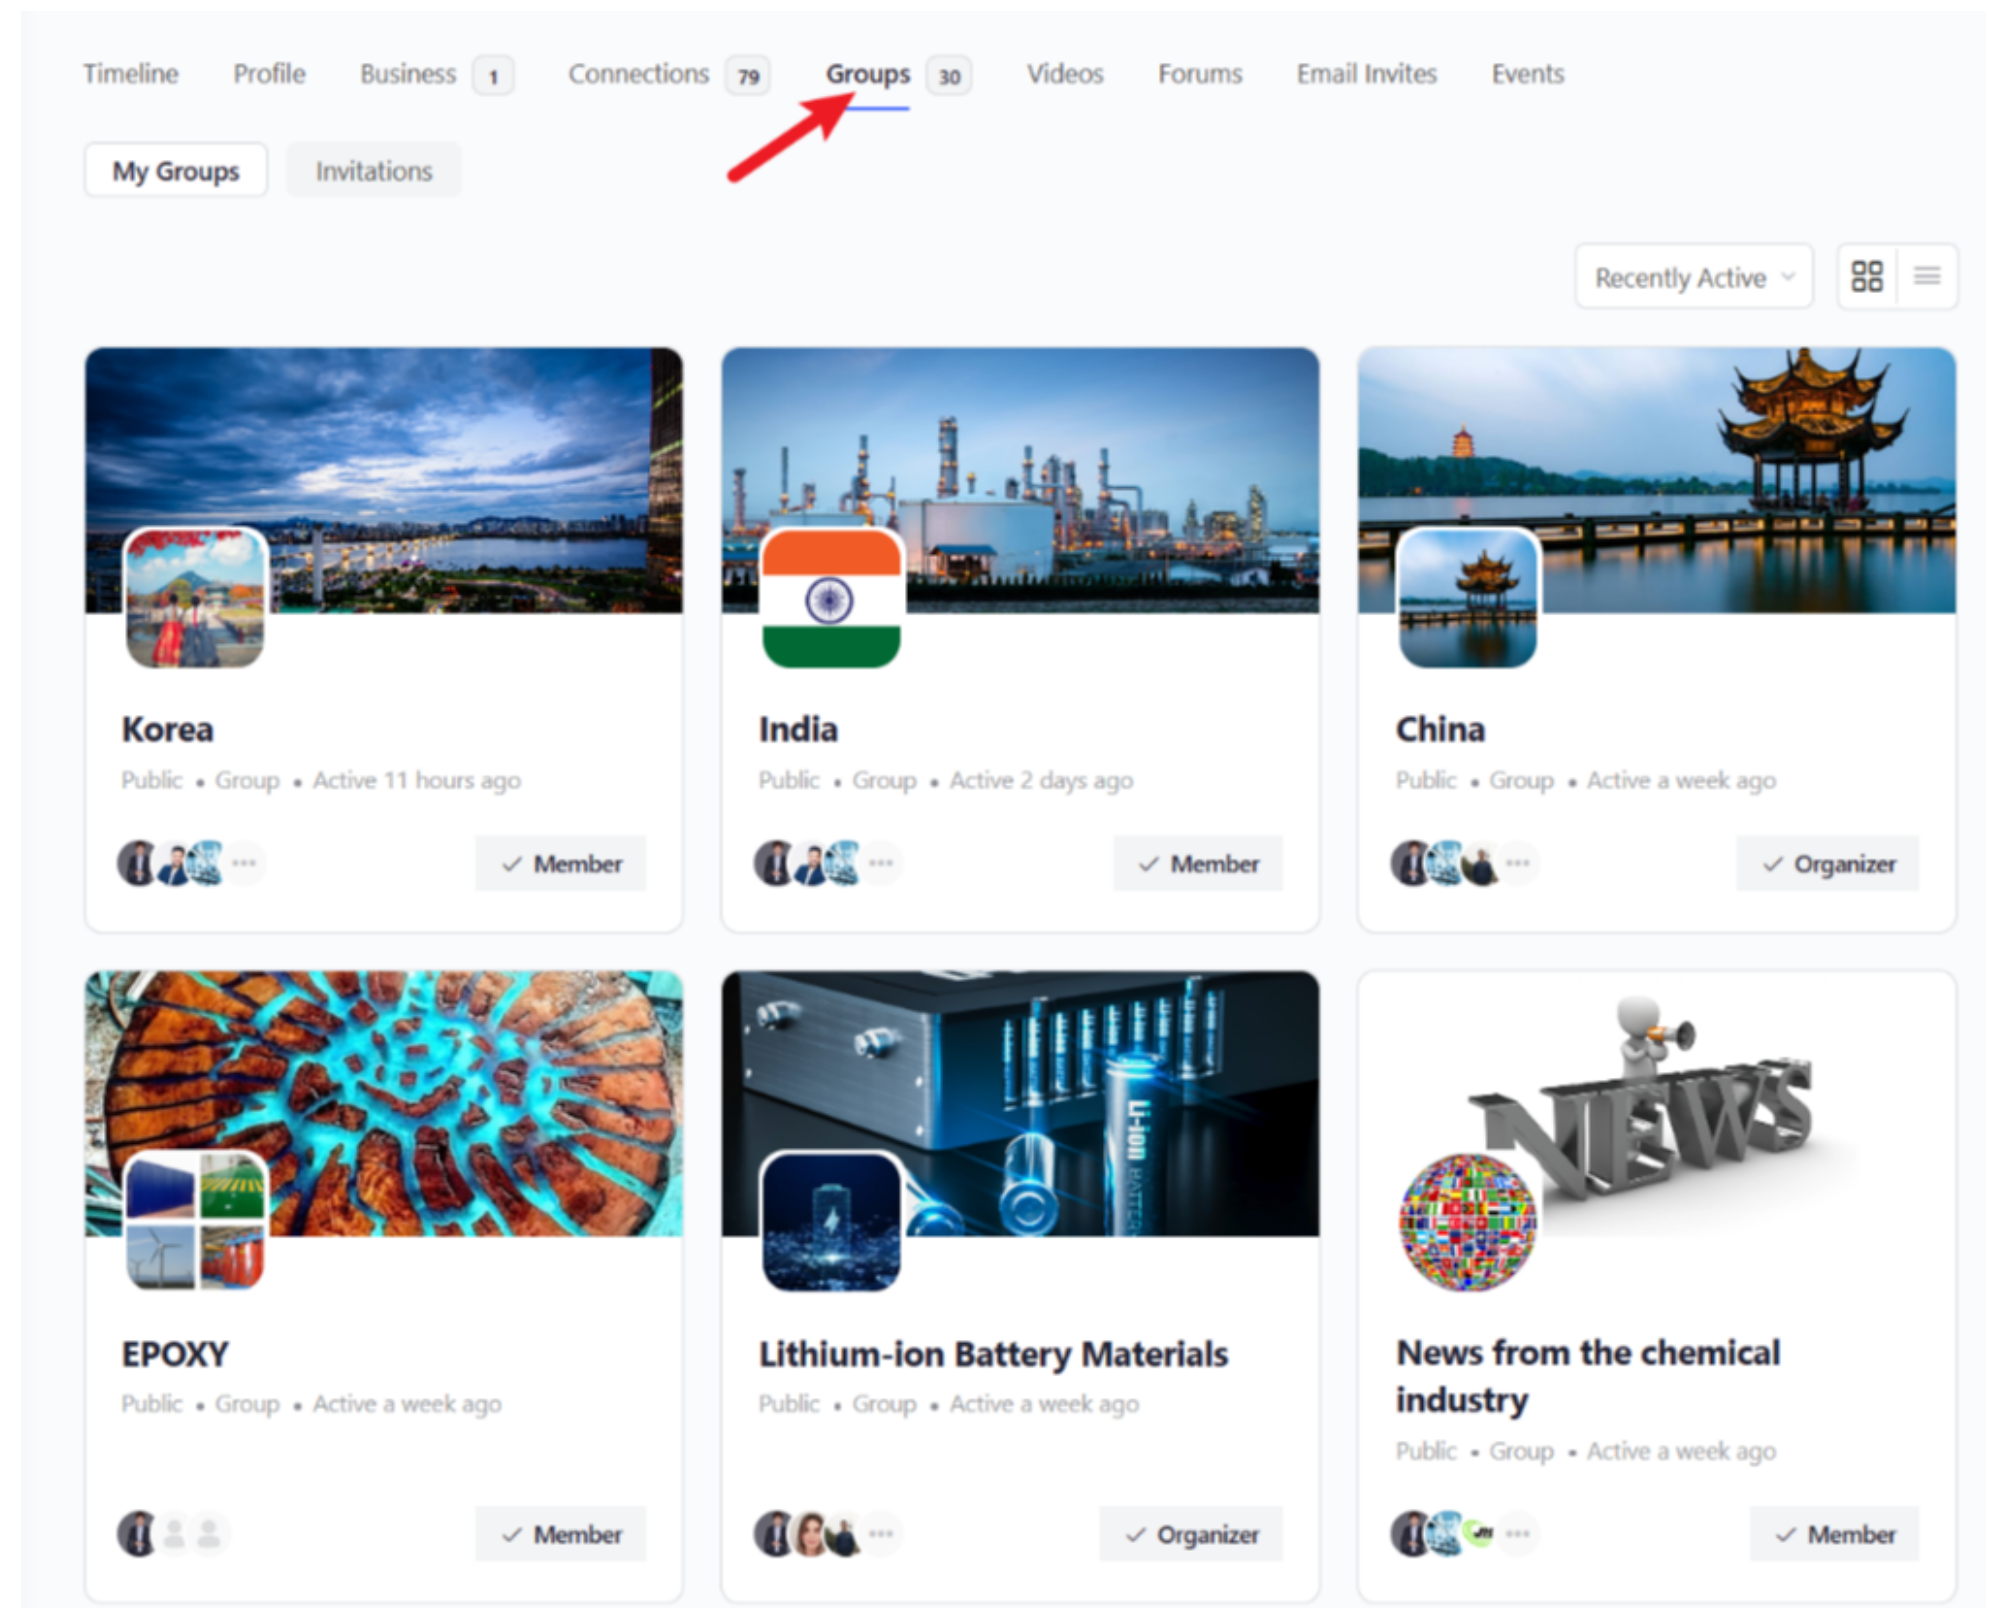 Timeline Profile Business 1 Connections 79 Groups 30 Videos Forums Email Invites Events
My Groups Invitations
Recently Active
Korea
Public • Group • Active 11 hours ago
Member
India
Public • Group • Active 2 days ago
Member
China
Public • Group • Active a week ago
Organizer
EPOXY
Public • Group • Active a week ago
Member
Li-ion BATTER
Lithium-ion Battery Materials
Public • Group • Active a week ago
Organizer
NEWS
News from the chemical
industry
Public • Group • Active a week ago
Member